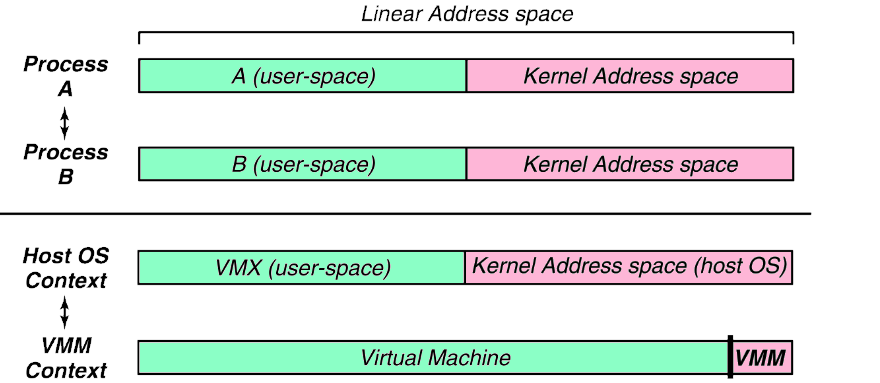 Linear Address space
Process
A
A (user-space)
Kernel Address space
Process
B
B (user-space)
Kernel Address space
Host OS
Context
VMX (user-space)
Kernel Address space (host OS)
VMM
Context
Virtual Machine
VMM